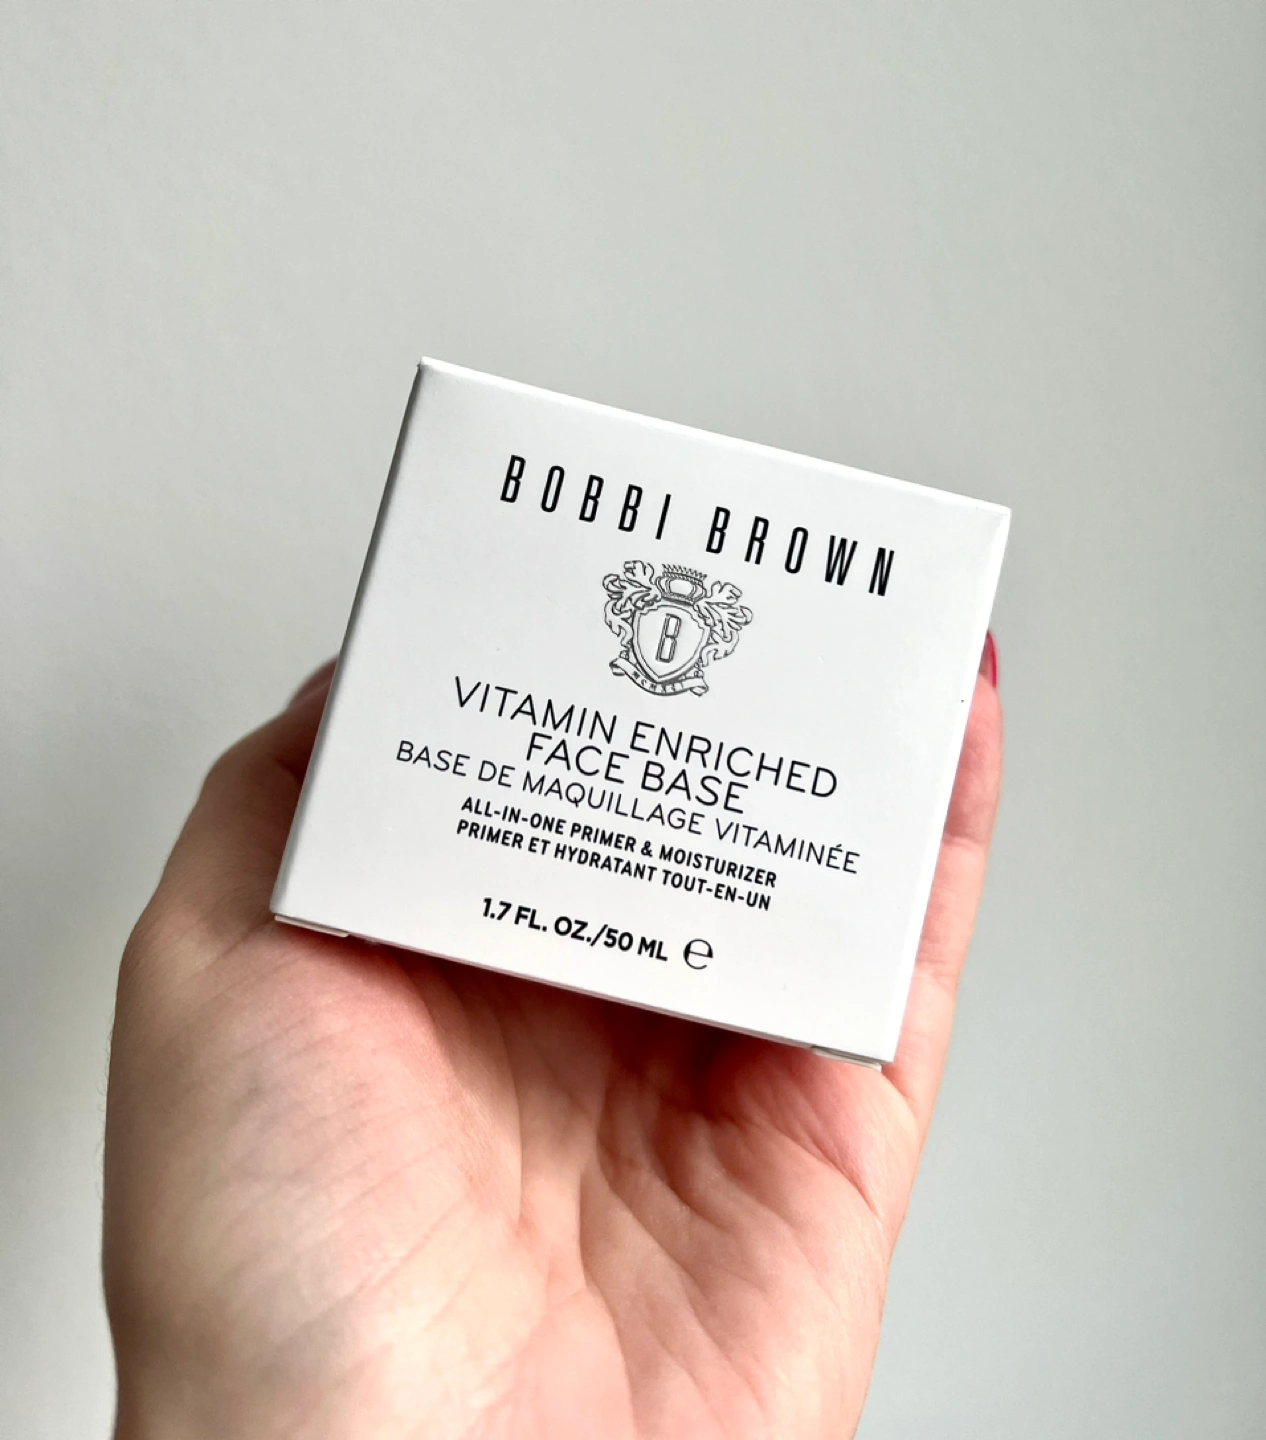 BOBBI BROWN
B
MCMXCI
VITAMIN ENRICHED
FACE BASE
BASE DE MAQUILLAGE VITAMINÉE
ALL-IN-ONE PRIMER & MOISTURIZER
PRIMER ET HYDRATANT TOUT-EN-UN
1.7 FL. OZ./50 ML ℮